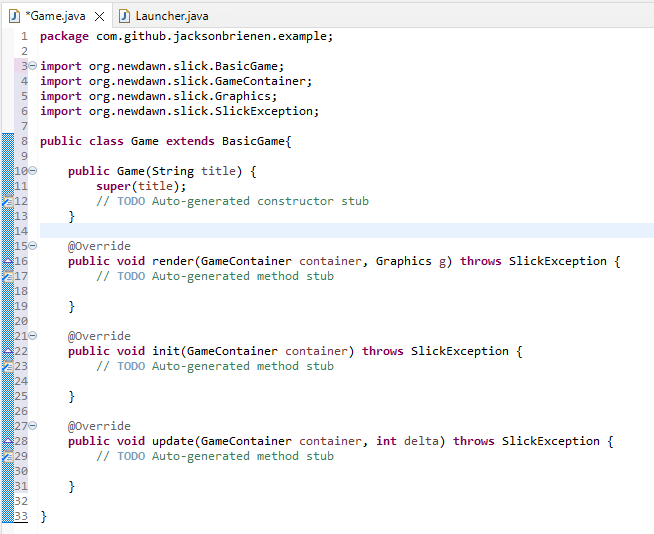 *Game.java Launcher.java
1 package com.github.jacksonbrienen.example;
2
3 import org.newdawn.slick.BasicGame;
4 import org.newdawn.slick.GameContainer;
5 import org.newdawn.slick.Graphics;
6 import org.newdawn.slick.SlickException;
7
8 public class Game extends BasicGame{
9
10 public Game(String title) {
11 super(title);
12 // TODO Auto-generated constructor stub
13 }
14
15 @Override
16 public void render(GameContainer container, Graphics g) throws SlickException {
17 // TODO Auto-generated method stub
18
19 }
20
21 @Override
22 public void init(GameContainer container) throws SlickException {
23 // TODO Auto-generated method stub
24
25 }
26
27 @Override
28 public void update(GameContainer container, int delta) throws SlickException {
29 // TODO Auto-generated method stub
30
31 }
32
33 }